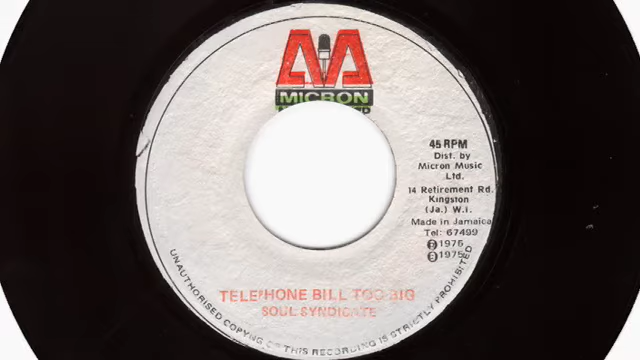 MICRON
45 RPM
Dist. by
Micron Music
Ltd.
14 Retirement Rd.
Kingston
(Ja.) W.I.
Made in Jamaica
Tel: 67499
℗ 1975
1975
TELEPHONE BILL TOO BIG
SOUL SYNDICATE
UNAUTHORISED COPYING OF THIS RECORDING IS STRICTLY PROHIBITED